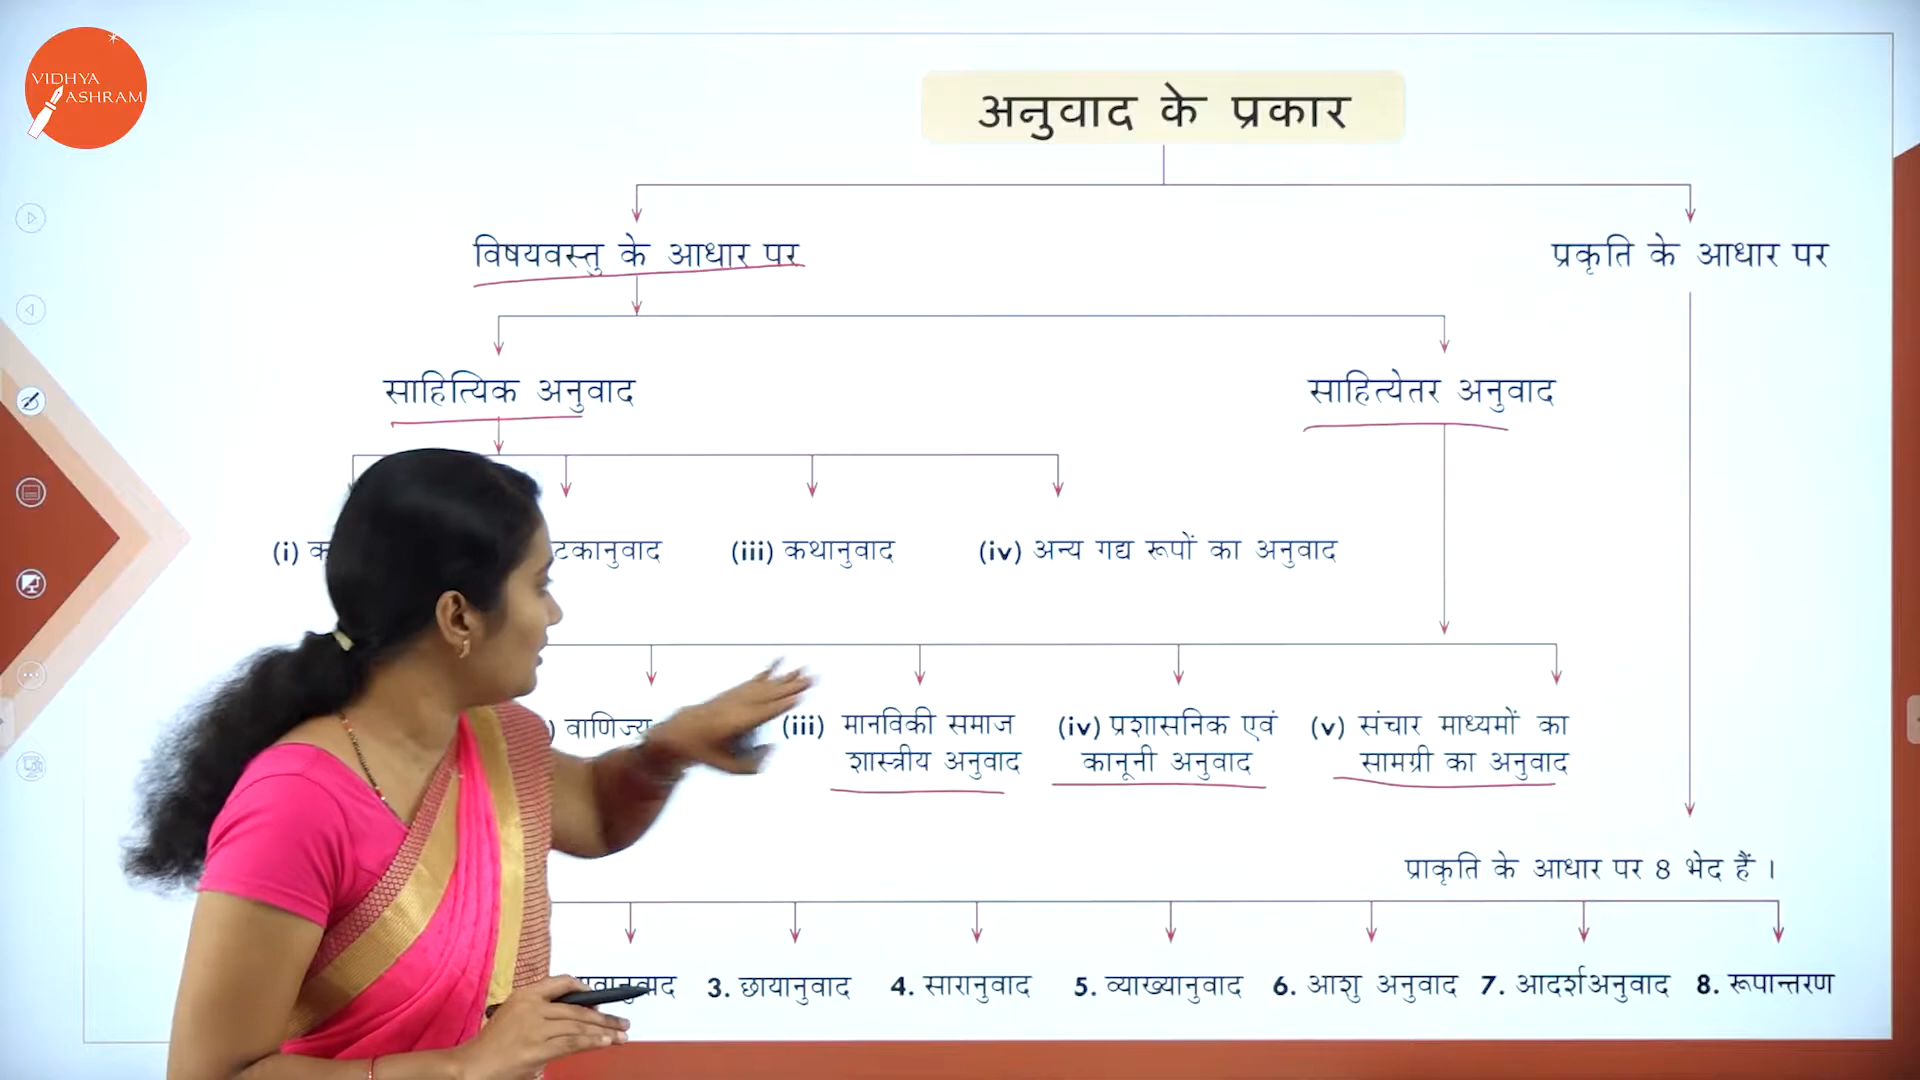 VIDHYA
ASHRAM
अनुवाद के प्रकार
विषयवस्तु के आधार पर
प्रकृति के आधार पर
साहित्यिक अनुवाद
साहित्येतर अनुवाद
(i)
(iii) कथानुवाद
(iv) अन्य गद्य रूपों का अनुवाद
वाणिज्य
(iii) मानविकी समाज
शास्त्रीय अनुवाद
(iv) प्रशासनिक एवं
कानूनी अनुवाद
(v) संचार माध्यमों का
सामग्री का अनुवाद
प्राकृति के आधार पर 8 भेद हैं ।
3. छायानुवाद
4. सारानुवाद
5. व्याख्यानुवाद
6. आशु अनुवाद
7. आदर्शअनुवाद
8. रूपान्तरण